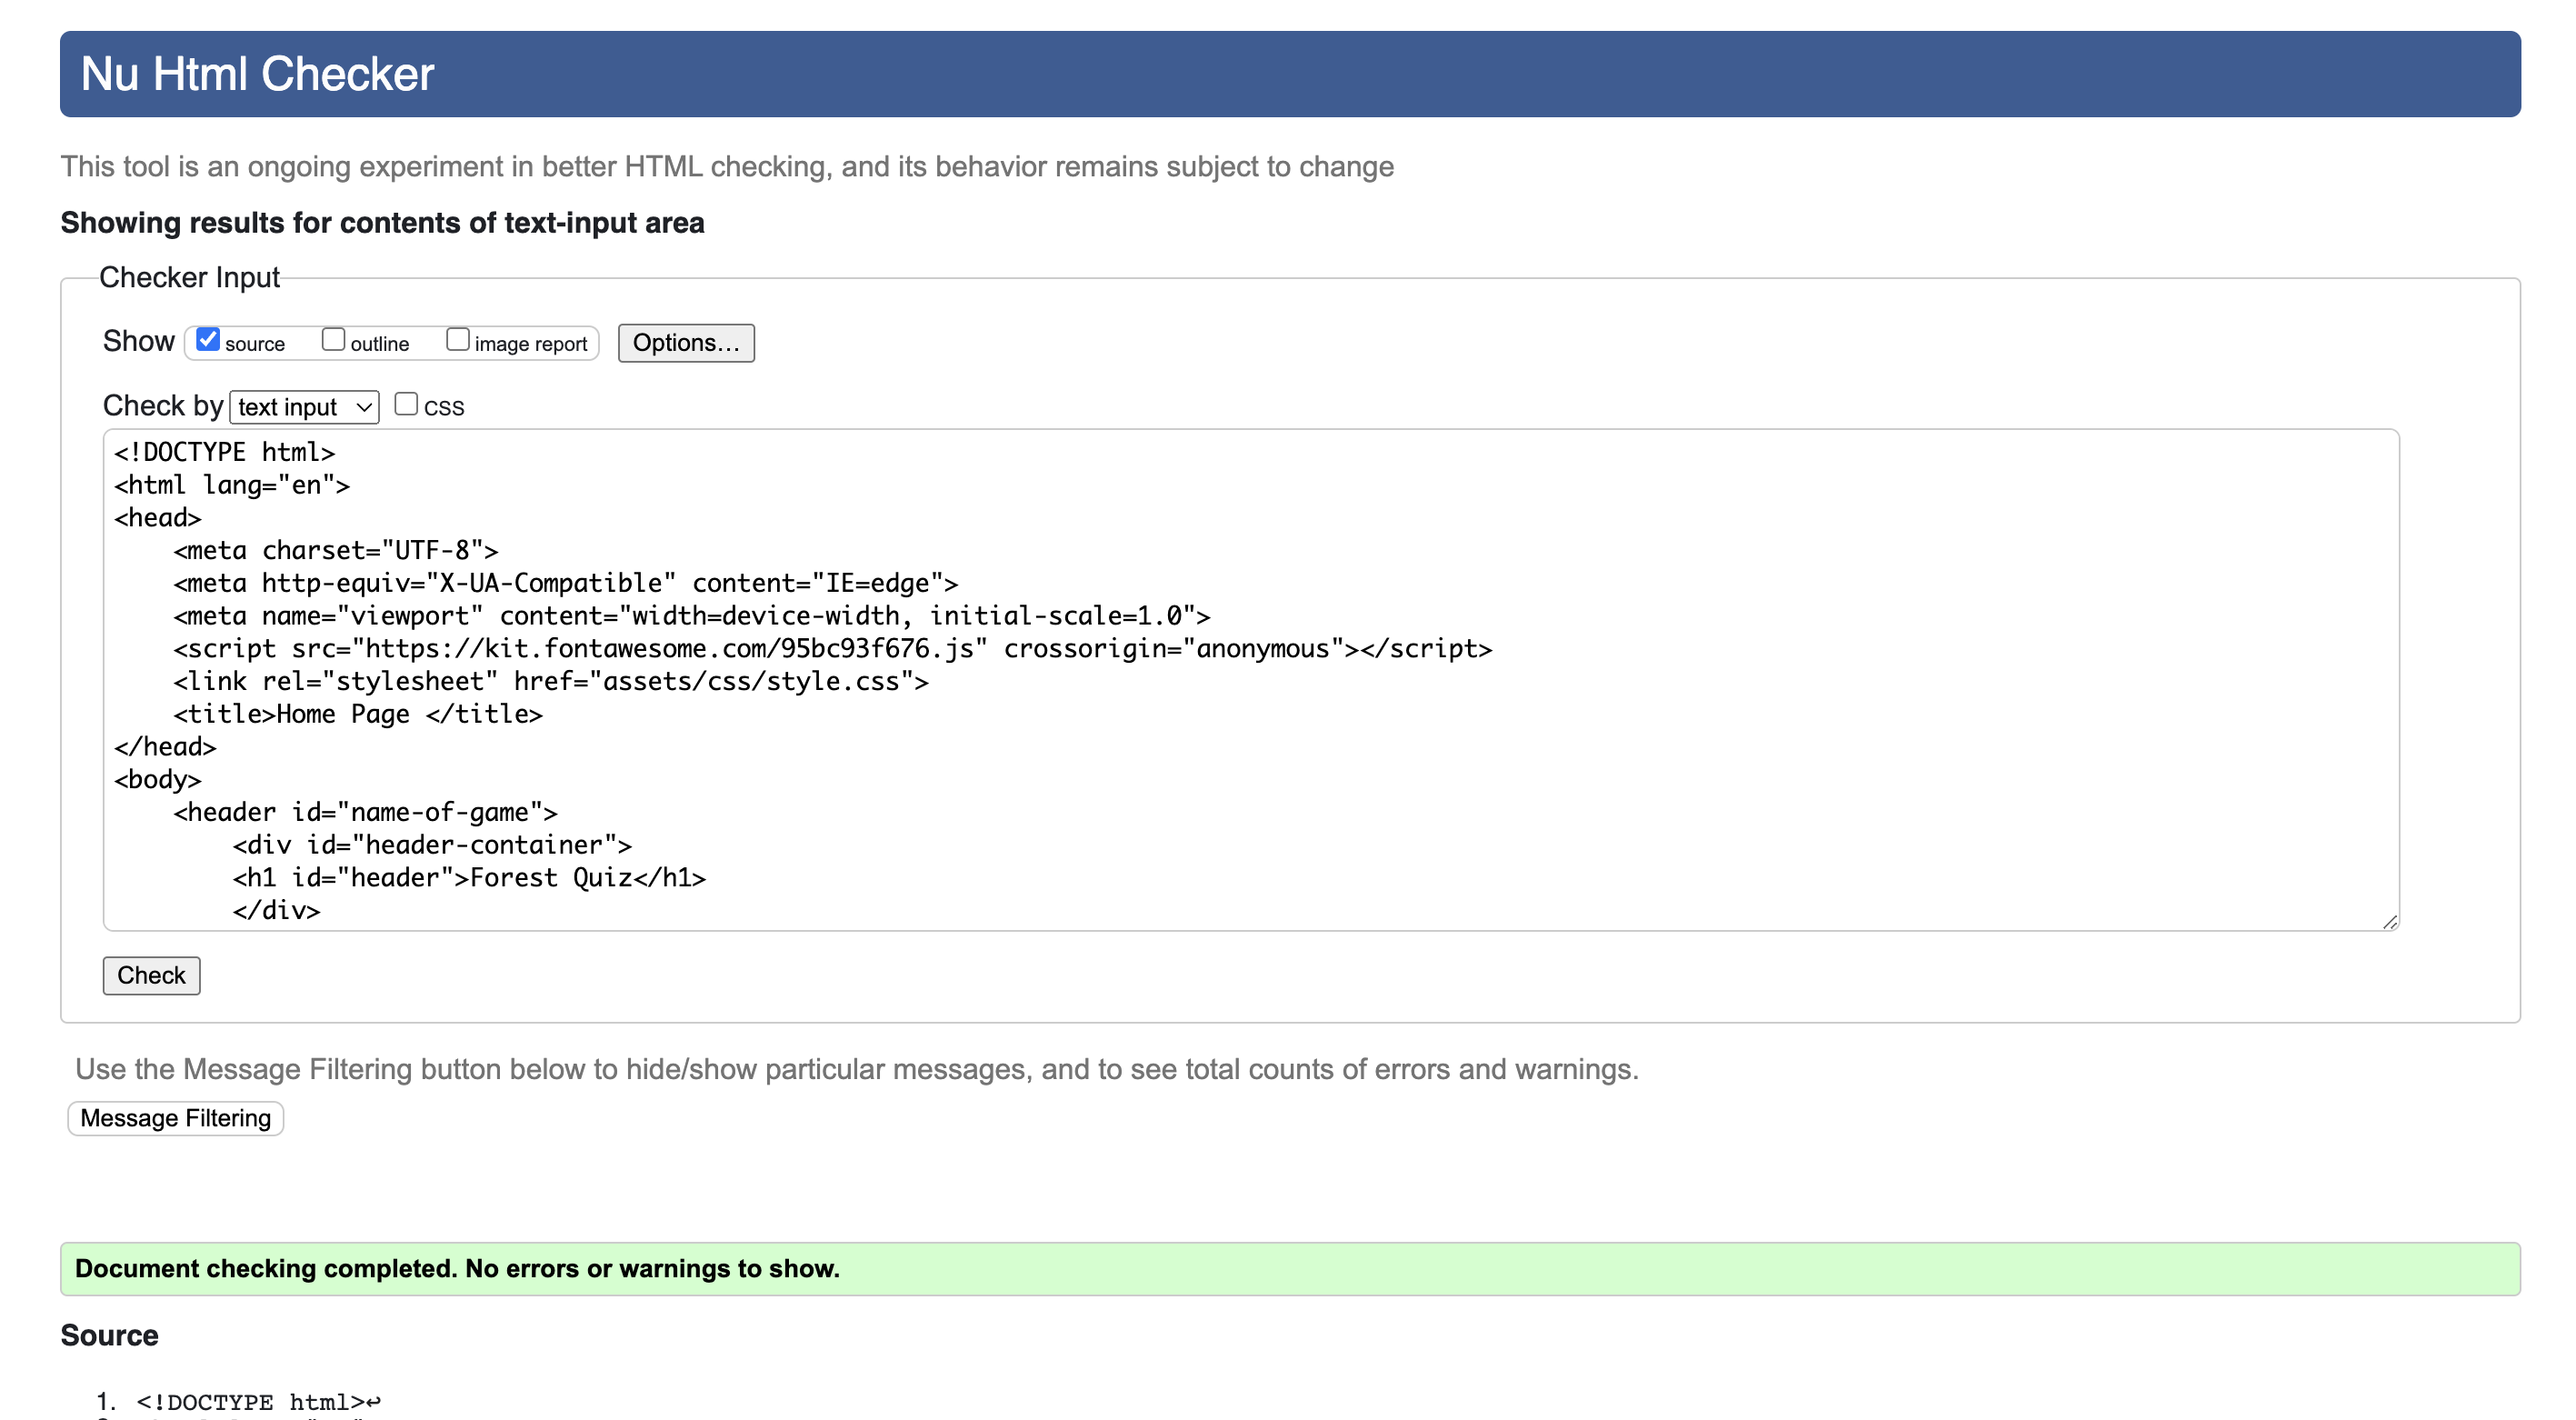 Nu Html Checker
This tool is an ongoing experiment in better HTML checking, and its behavior remains subject to change
Showing results for contents of text-input area
Checker Input
Show source outline image report Options...
Check by text input CSS
<!DOCTYPE html>
<html lang="en">
<head>
    <meta charset="UTF-8">
    <meta http-equiv="X-UA-Compatible" content="IE=edge">
    <meta name="viewport" content="width=device-width, initial-scale=1.0">
    <script src="https://kit.fontawesome.com/95bc93f676.js" crossorigin="anonymous"></script>
    <link rel="stylesheet" href="assets/css/style.css">
    <title>Home Page </title>
</head>
<body>
    <header id="name-of-game">
        <div id="header-container">
        <h1 id="header">Forest Quiz</h1>
        </div>
Check
Use the Message Filtering button below to hide/show particular messages, and to see total counts of errors and warnings.
Message Filtering
Document checking completed. No errors or warnings to show.
Source
1. <!DOCTYPE html>↩